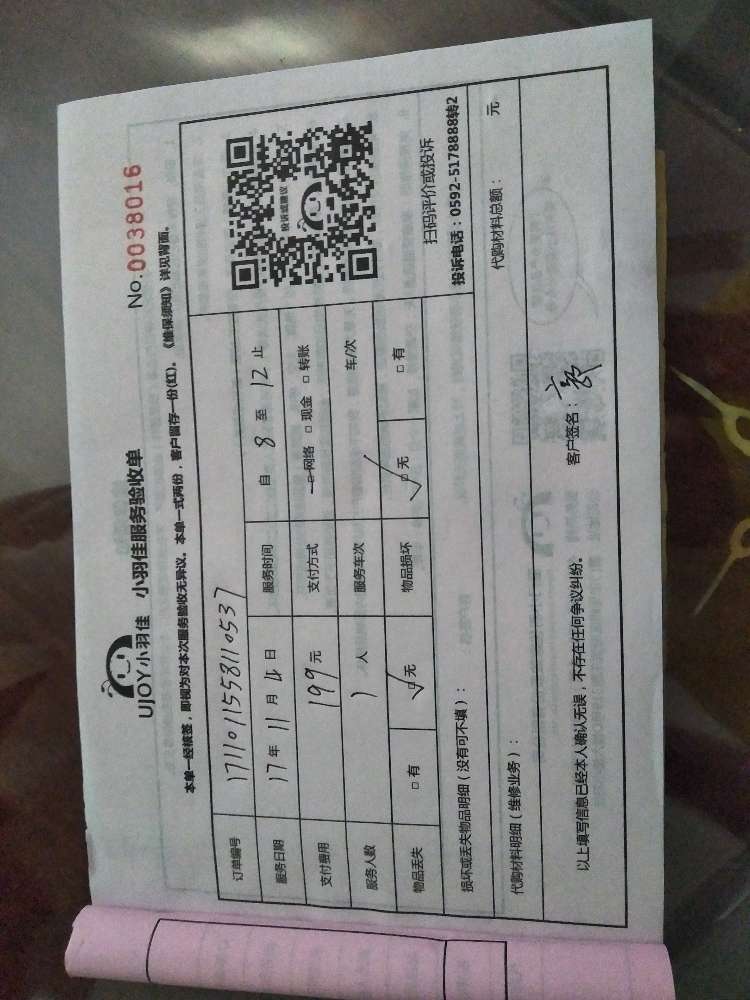 UJOY小羽佳 小羽佳服务验收单
No.0038016
本单一经核签，即视为对本次服务验收无异议。本单一式两份，客户留存一份(红)。《维保须知》详见背面。
订单编号 171101155811053​7
服务日期 17年 11月 4日 服务时间 自 8 至 12 止
支付费用 199元 支付方式 □网络 □现金 □转账
服务人数 1 人 服务车次 车/次
物品丢失 □有 □无 物品损坏 □无 □有
投诉或建议
扫码评价或投诉
投诉电话：0592-5178888转2
损坏或丢失物品明细（没有可不填）：
代购材料明细（维修业务）： 代购材料总额： 元
以上填写信息已经本人确认无误，不存在任何争议纠纷。 客户签名：